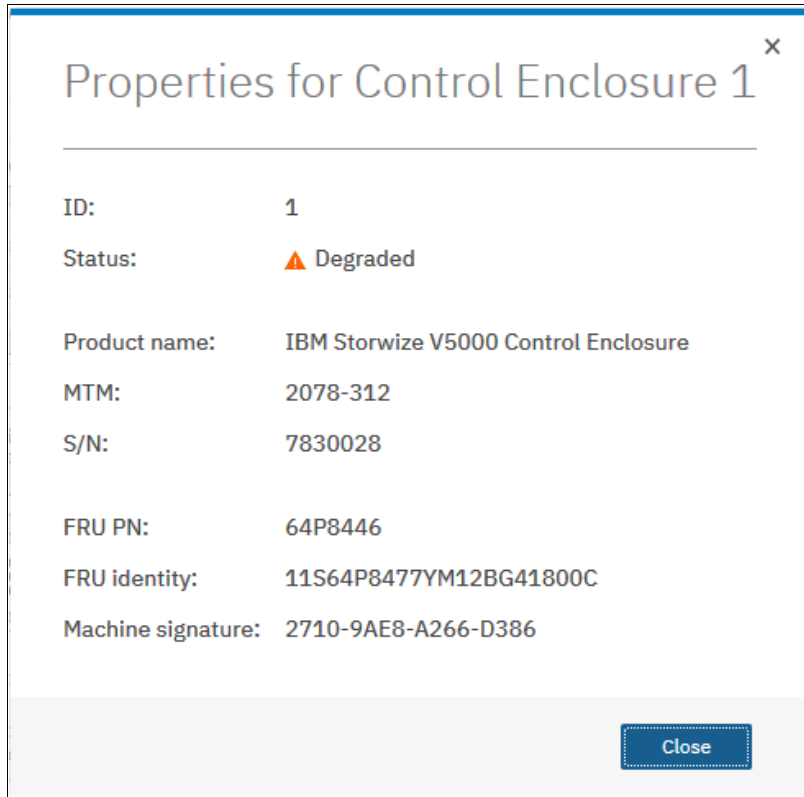 ×
Properties for Control Enclosure 1
ID: 1
Status: Degraded
Product name: IBM Storwize V5000 Control Enclosure
MTM: 2078-312
S/N: 7830028
FRU PN: 64P8446
FRU identity: 11S64P8477YM12BG41800C
Machine signature: 2710-9AE8-A266-D386
Close